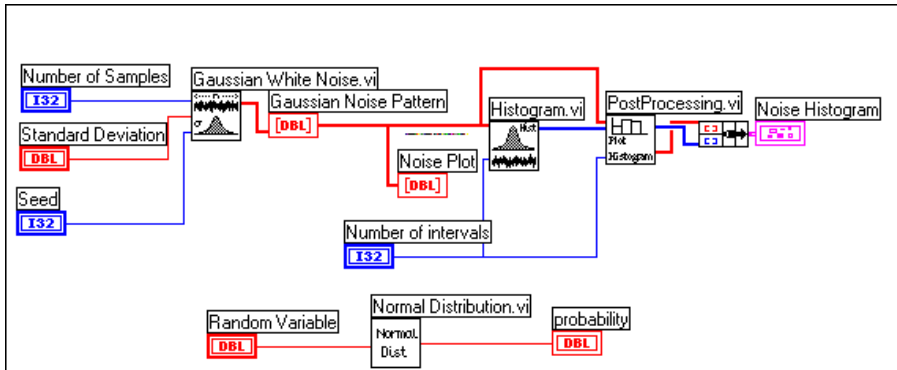 Number of Samples
I32
Gaussian White Noise.vi
σ
Gaussian Noise Pattern
[DBL]
Histogram.vi
Hist
PostProcessing.vi
Plot
Histogram
Noise Histogram
Standard Deviation
DBL
Noise Plot
[DBL]
Seed
I32
Number of intervals
I32
Random Variable
DBL
Normal Distribution.vi
Normal
Dist.
probability
DBL